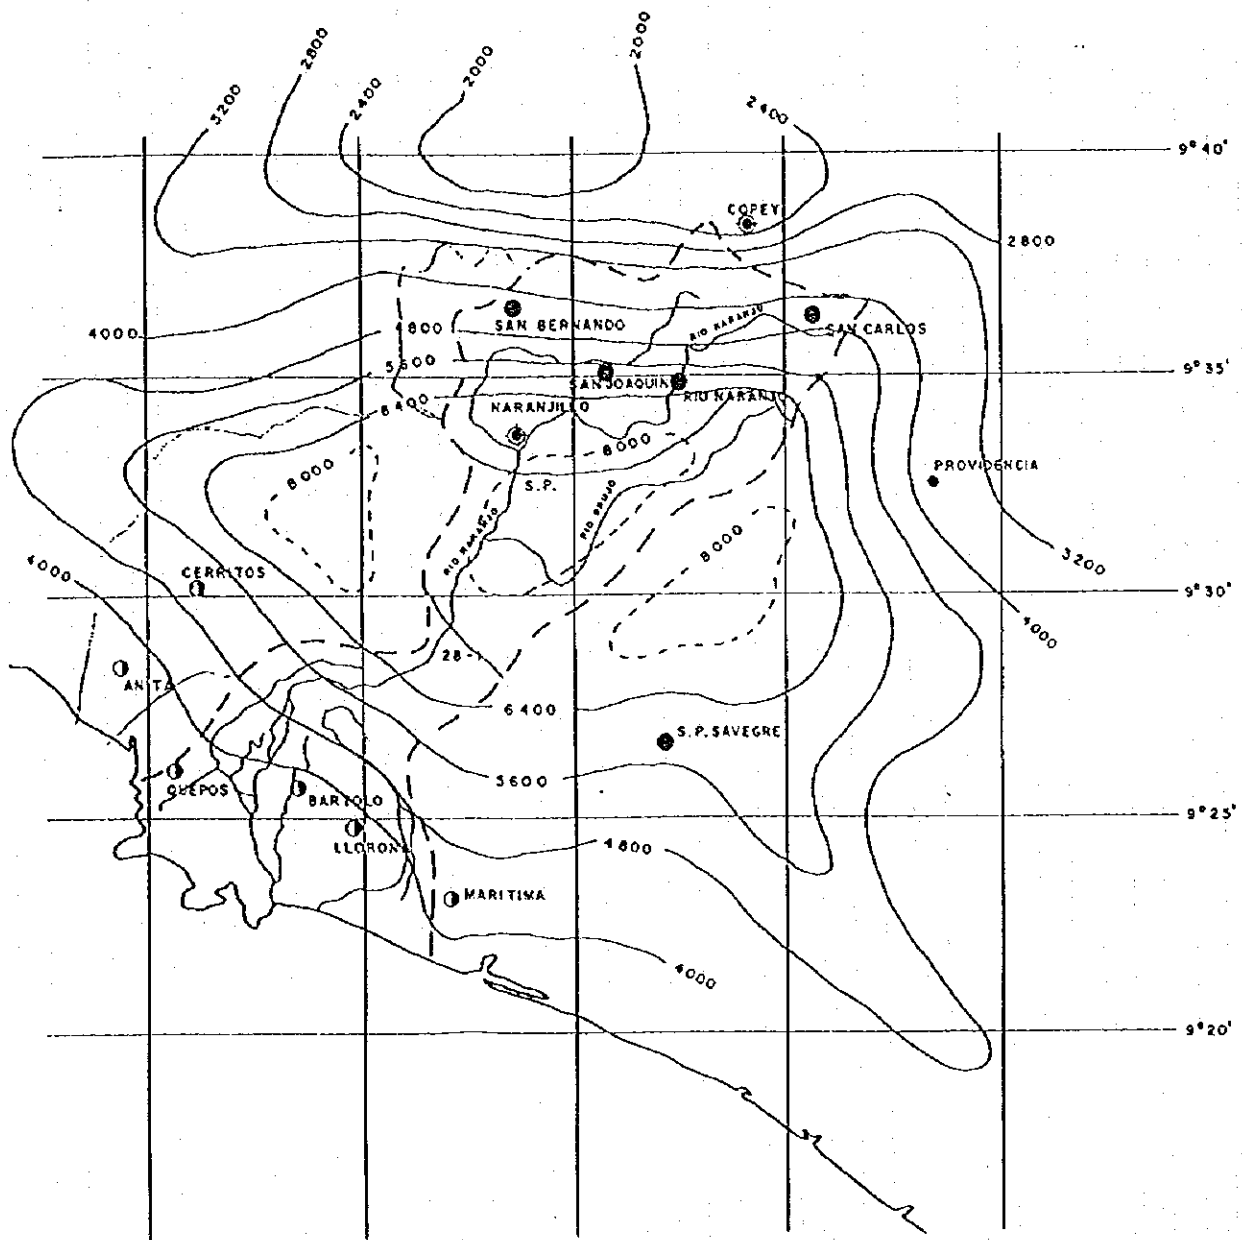 2800
2000
2000
3200
2400
2400
9° 40'
COPEY
2800
SAN BERNANDO
RIO NARANJO
SAN CARLOS
4000
4800
5600
9° 35'
SAN JOAQUIN
RIO NARANJO
6400
NARANJILLO
8000
PROVIDENCIA
8000
S.P.
RIO BRUJO
RIO NARANJO
8000
3200
4000
CERRITOS
9° 30'
4000
28-
ANITA
6400
S.P. SAVEGRE
5600
QUEPOS
BARTOLO
9° 25'
LLORONA
4800
MARITIMA
4000
9° 20'